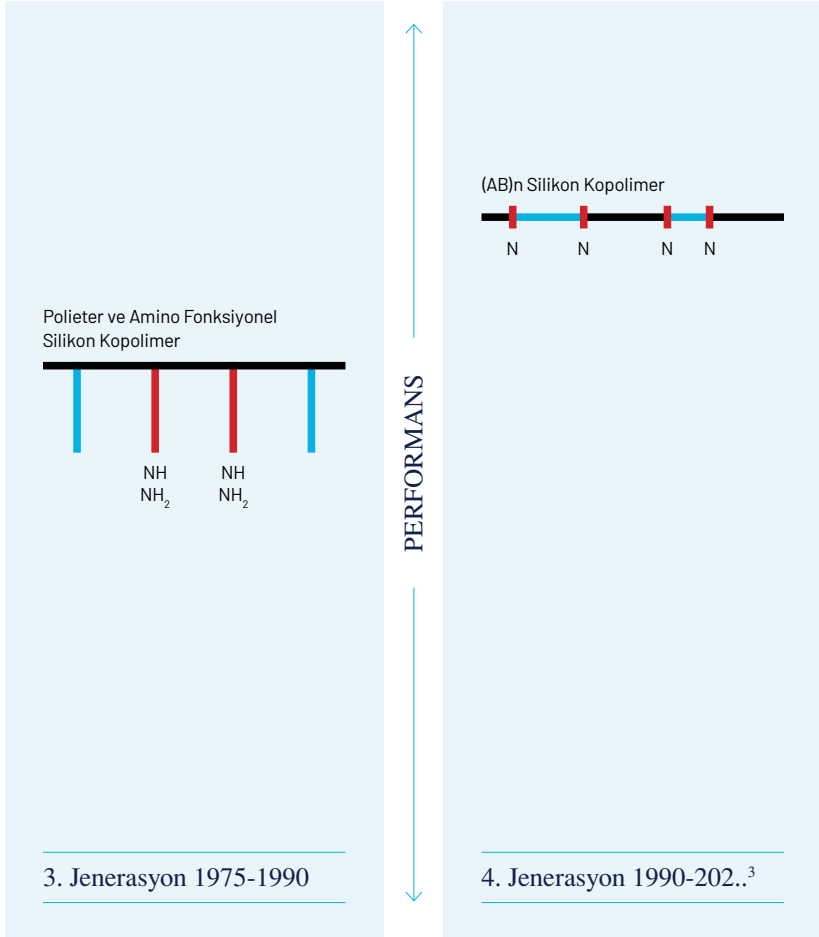 Polieter ve Amino Fonksiyonel
Silikon Kopolimer
NH NH
NH₂ NH₂
3. Jenerasyon 1975-1990
PERFORMANS
(AB)n Silikon Kopolimer
N N N N
4. Jenerasyon 1990-202..³